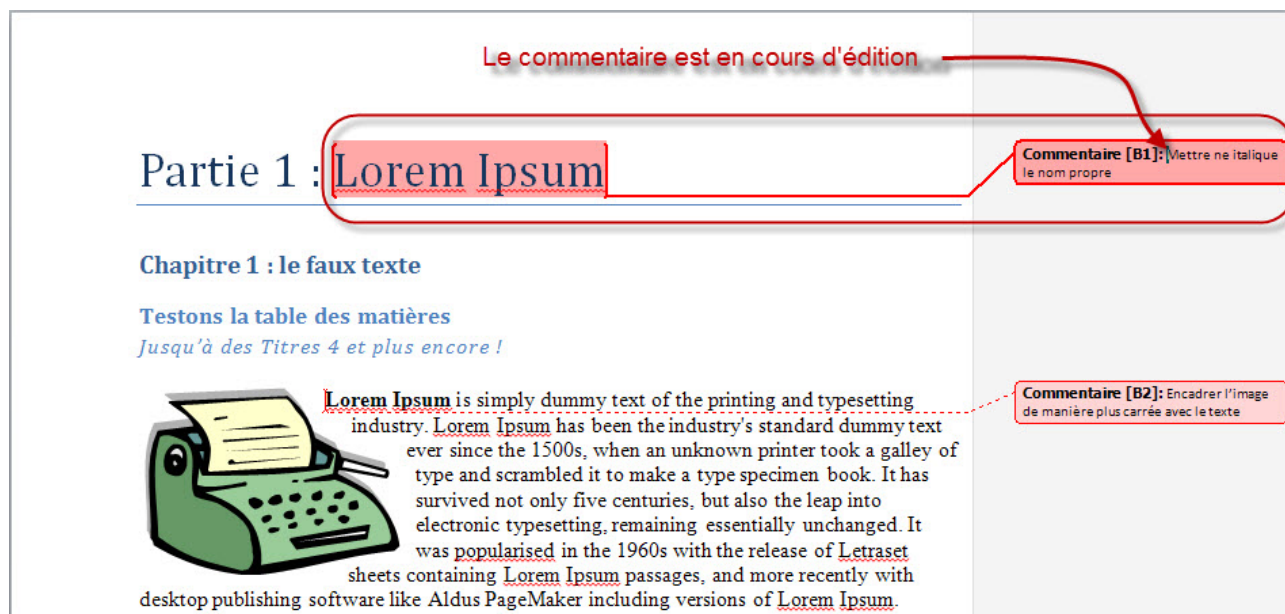 Le commentaire est en cours d'édition
Partie 1 : Lorem Ipsum
Commentaire [B1]: Mettre ne italique
le nom propre
Chapitre 1 : le faux texte
Testons la table des matières
Jusqu'à des Titres 4 et plus encore !
Commentaire [B2]: Encadrer l'image
de manière plus carrée avec le texte
Lorem Ipsum is simply dummy text of the printing and typesetting
industry. Lorem Ipsum has been the industry's standard dummy text
ever since the 1500s, when an unknown printer took a galley of
type and scrambled it to make a type specimen book. It has
survived not only five centuries, but also the leap into
electronic typesetting, remaining essentially unchanged. It
was popularised in the 1960s with the release of Letraset
sheets containing Lorem Ipsum passages, and more recently with
desktop publishing software like Aldus PageMaker including versions of Lorem Ipsum.